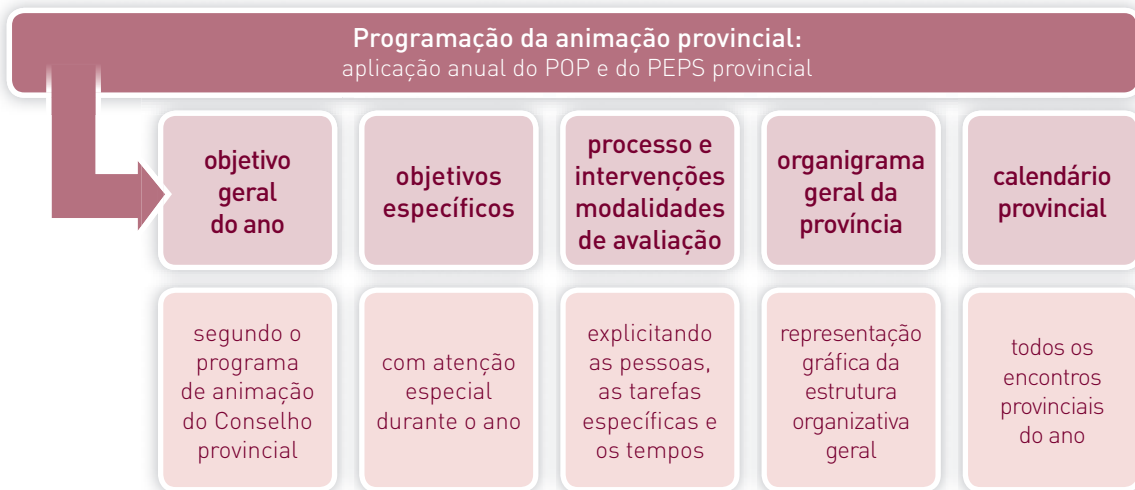 Programação da animação provincial:
aplicação anual do POP e do PEPS provincial
objetivo
geral
do ano
objetivos
específicos
processo e
intervenções
modalidades
de avaliação
organigrama
geral da
província
calendário
provincial
segundo o
programa
de animação
do Conselho
provincial
com atenção
especial
durante o ano
explicitando
as pessoas,
as tarefas
específicas e
os tempos
representação
gráfica da
estrutura
organizativa
geral
todos os
encontros
provinciais
do ano